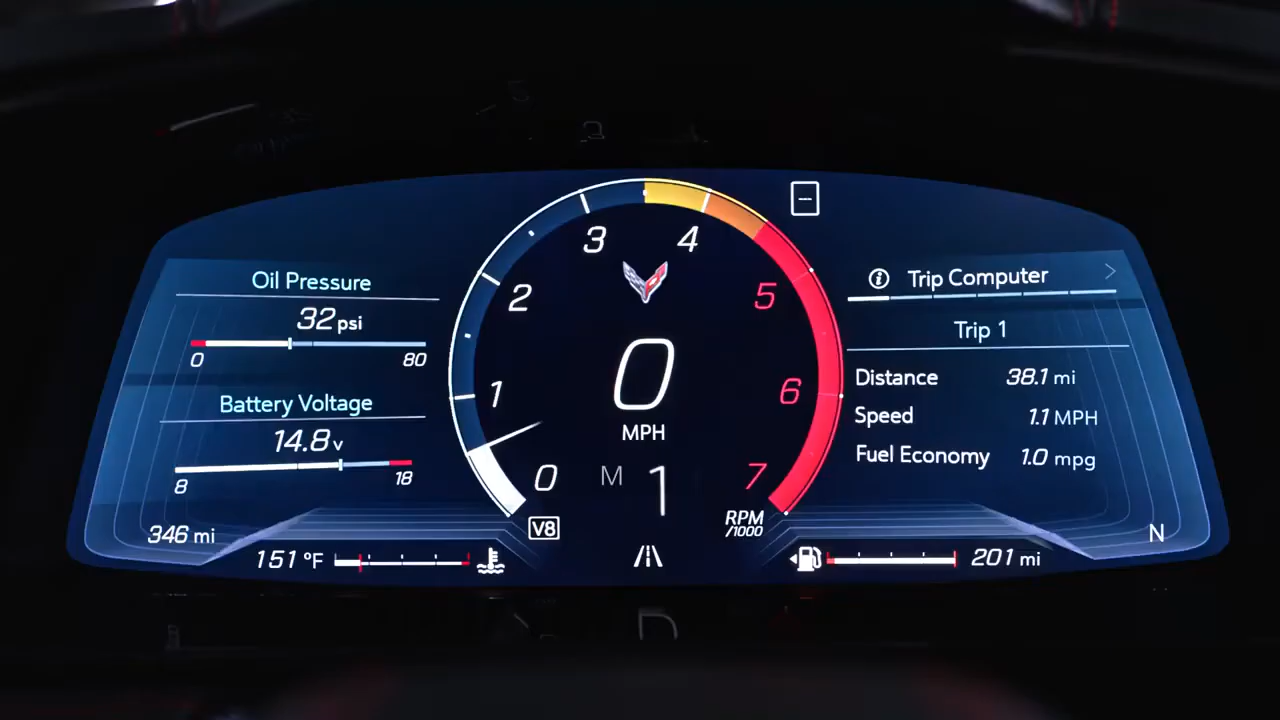 Oil Pressure
32 psi
0 80
Battery Voltage
14.8 v
8 18
346 mi
151 °F
3 4
2 5
1 6
0 7
0
MPH
M 1
V8
RPM
/1000
Trip Computer
Trip 1
Distance 38.1 mi
Speed 1.1 MPH
Fuel Economy 1.0 mpg
N
201 mi